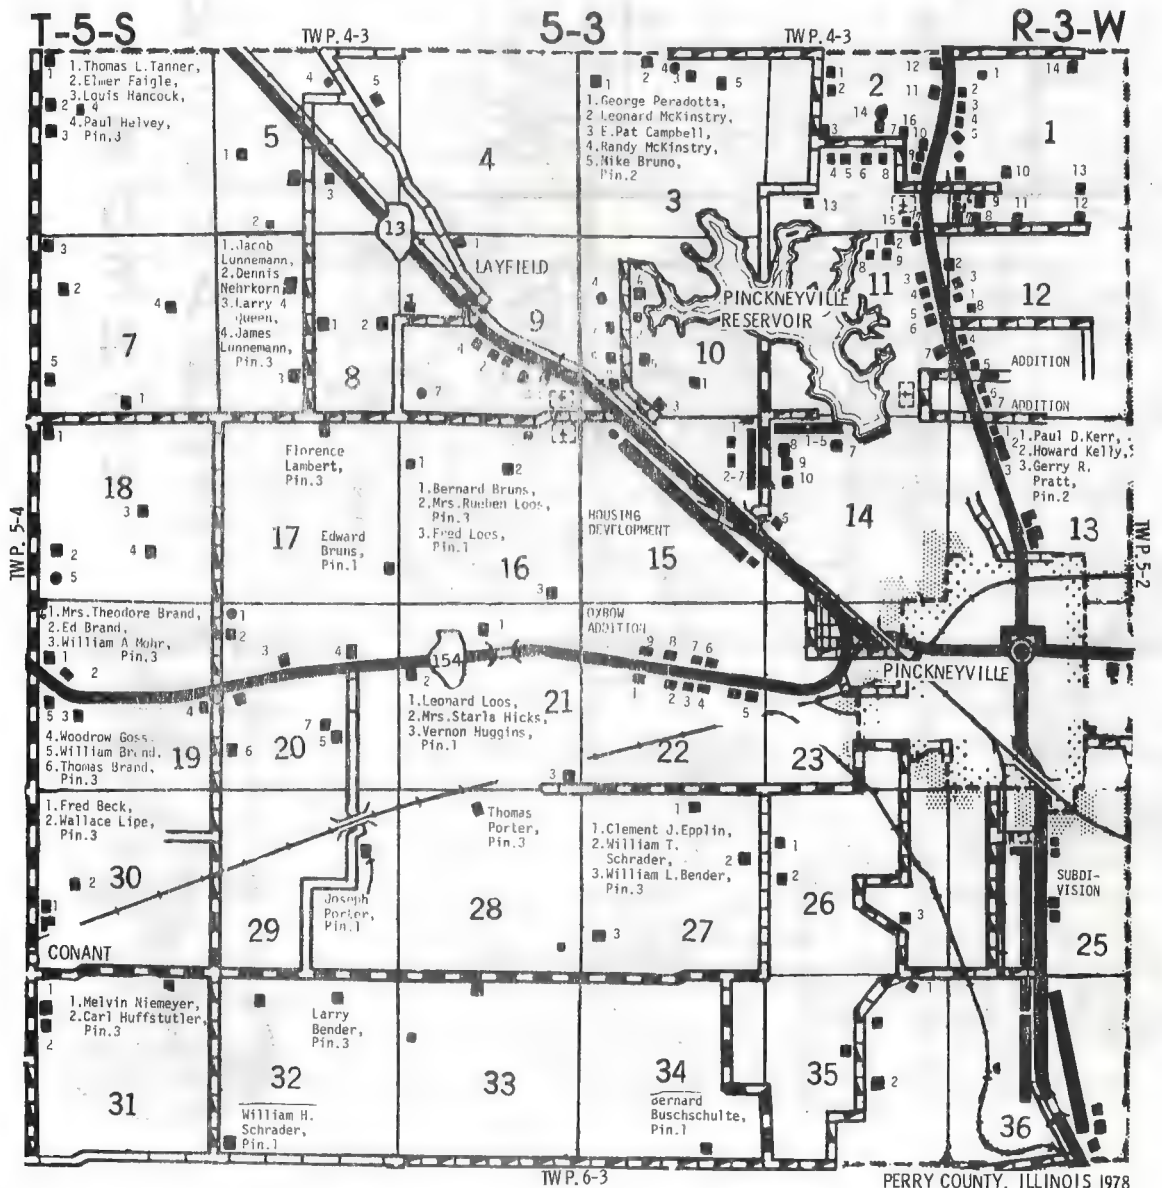 T-5-S
TWP. 4-3
5-3
TWP. 4-3
R-3-W
1.Thomas L.Tanner,
2.Elmer Faigle,
3.Louis Hancock,
4.Paul Helvey,
Pin.3
5
4
1.George Peradotta,
2 Leonard McKinstry,
3 E.Pat Campbell,
4.Randy McKinstry,
5.Mike Bruno,
Pin.2
3
2
1
13
1.Jacob
Lunnemann,
2.Dennis
Nehrkorn,
3.Larry
Queen,
4.James
Lunnemann,
Pin.3
LAYFIELD
PINCKNEYVILLE
RESERVOIR
7
8
9
10
11
12
ADDITION
ADDITION
Florence
Lambert,
Pin.3
1.Bernard Bruns,
2.Mrs.Rueben Loos,
Pin.3
3.Fred Loos,
Pin.1
1.Paul D.Kerr,
2.Howard Kelly,
3.Gerry R.
Pratt,
Pin.2
TWP. 5-4
18
17
Edward
Bruns,
Pin.1
16
HOUSING
DEVELOPMENT
15
14
13
TWP. 5-2
1.Mrs.Theodore Brand,
2.Ed Brand,
3.William A Mohr,
Pin.3
OXBOW
ADDITION
154
PINCKNEYVILLE
1.Leonard Loos,
2.Mrs.Starla Hicks,
3.Vernon Huggins,
Pin.1
4.Woodrow Goss,
5.William Brand,
6.Thomas Brand,
Pin.3
19
20
21
22
23
1.Fred Beck,
2.Wallace Lipe,
Pin.3
Thomas
Porter,
Pin.3
1.Clement J.Epplin,
2.William T.
Schrader,
3.William L.Bender,
Pin.3
30
29
Joseph
Porter,
Pin.1
28
27
26
SUBDI-
VISION
25
CONANT
1.Melvin Niemeyer,
2.Carl Huffstutler,
Pin.3
Larry
Bender,
Pin.3
31
32
33
34
35
36
William H.
Schrader,
Pin.1
Bernard
Buschschulte,
Pin.1
TWP. 6-3
PERRY COUNTY, ILLINOIS 1978